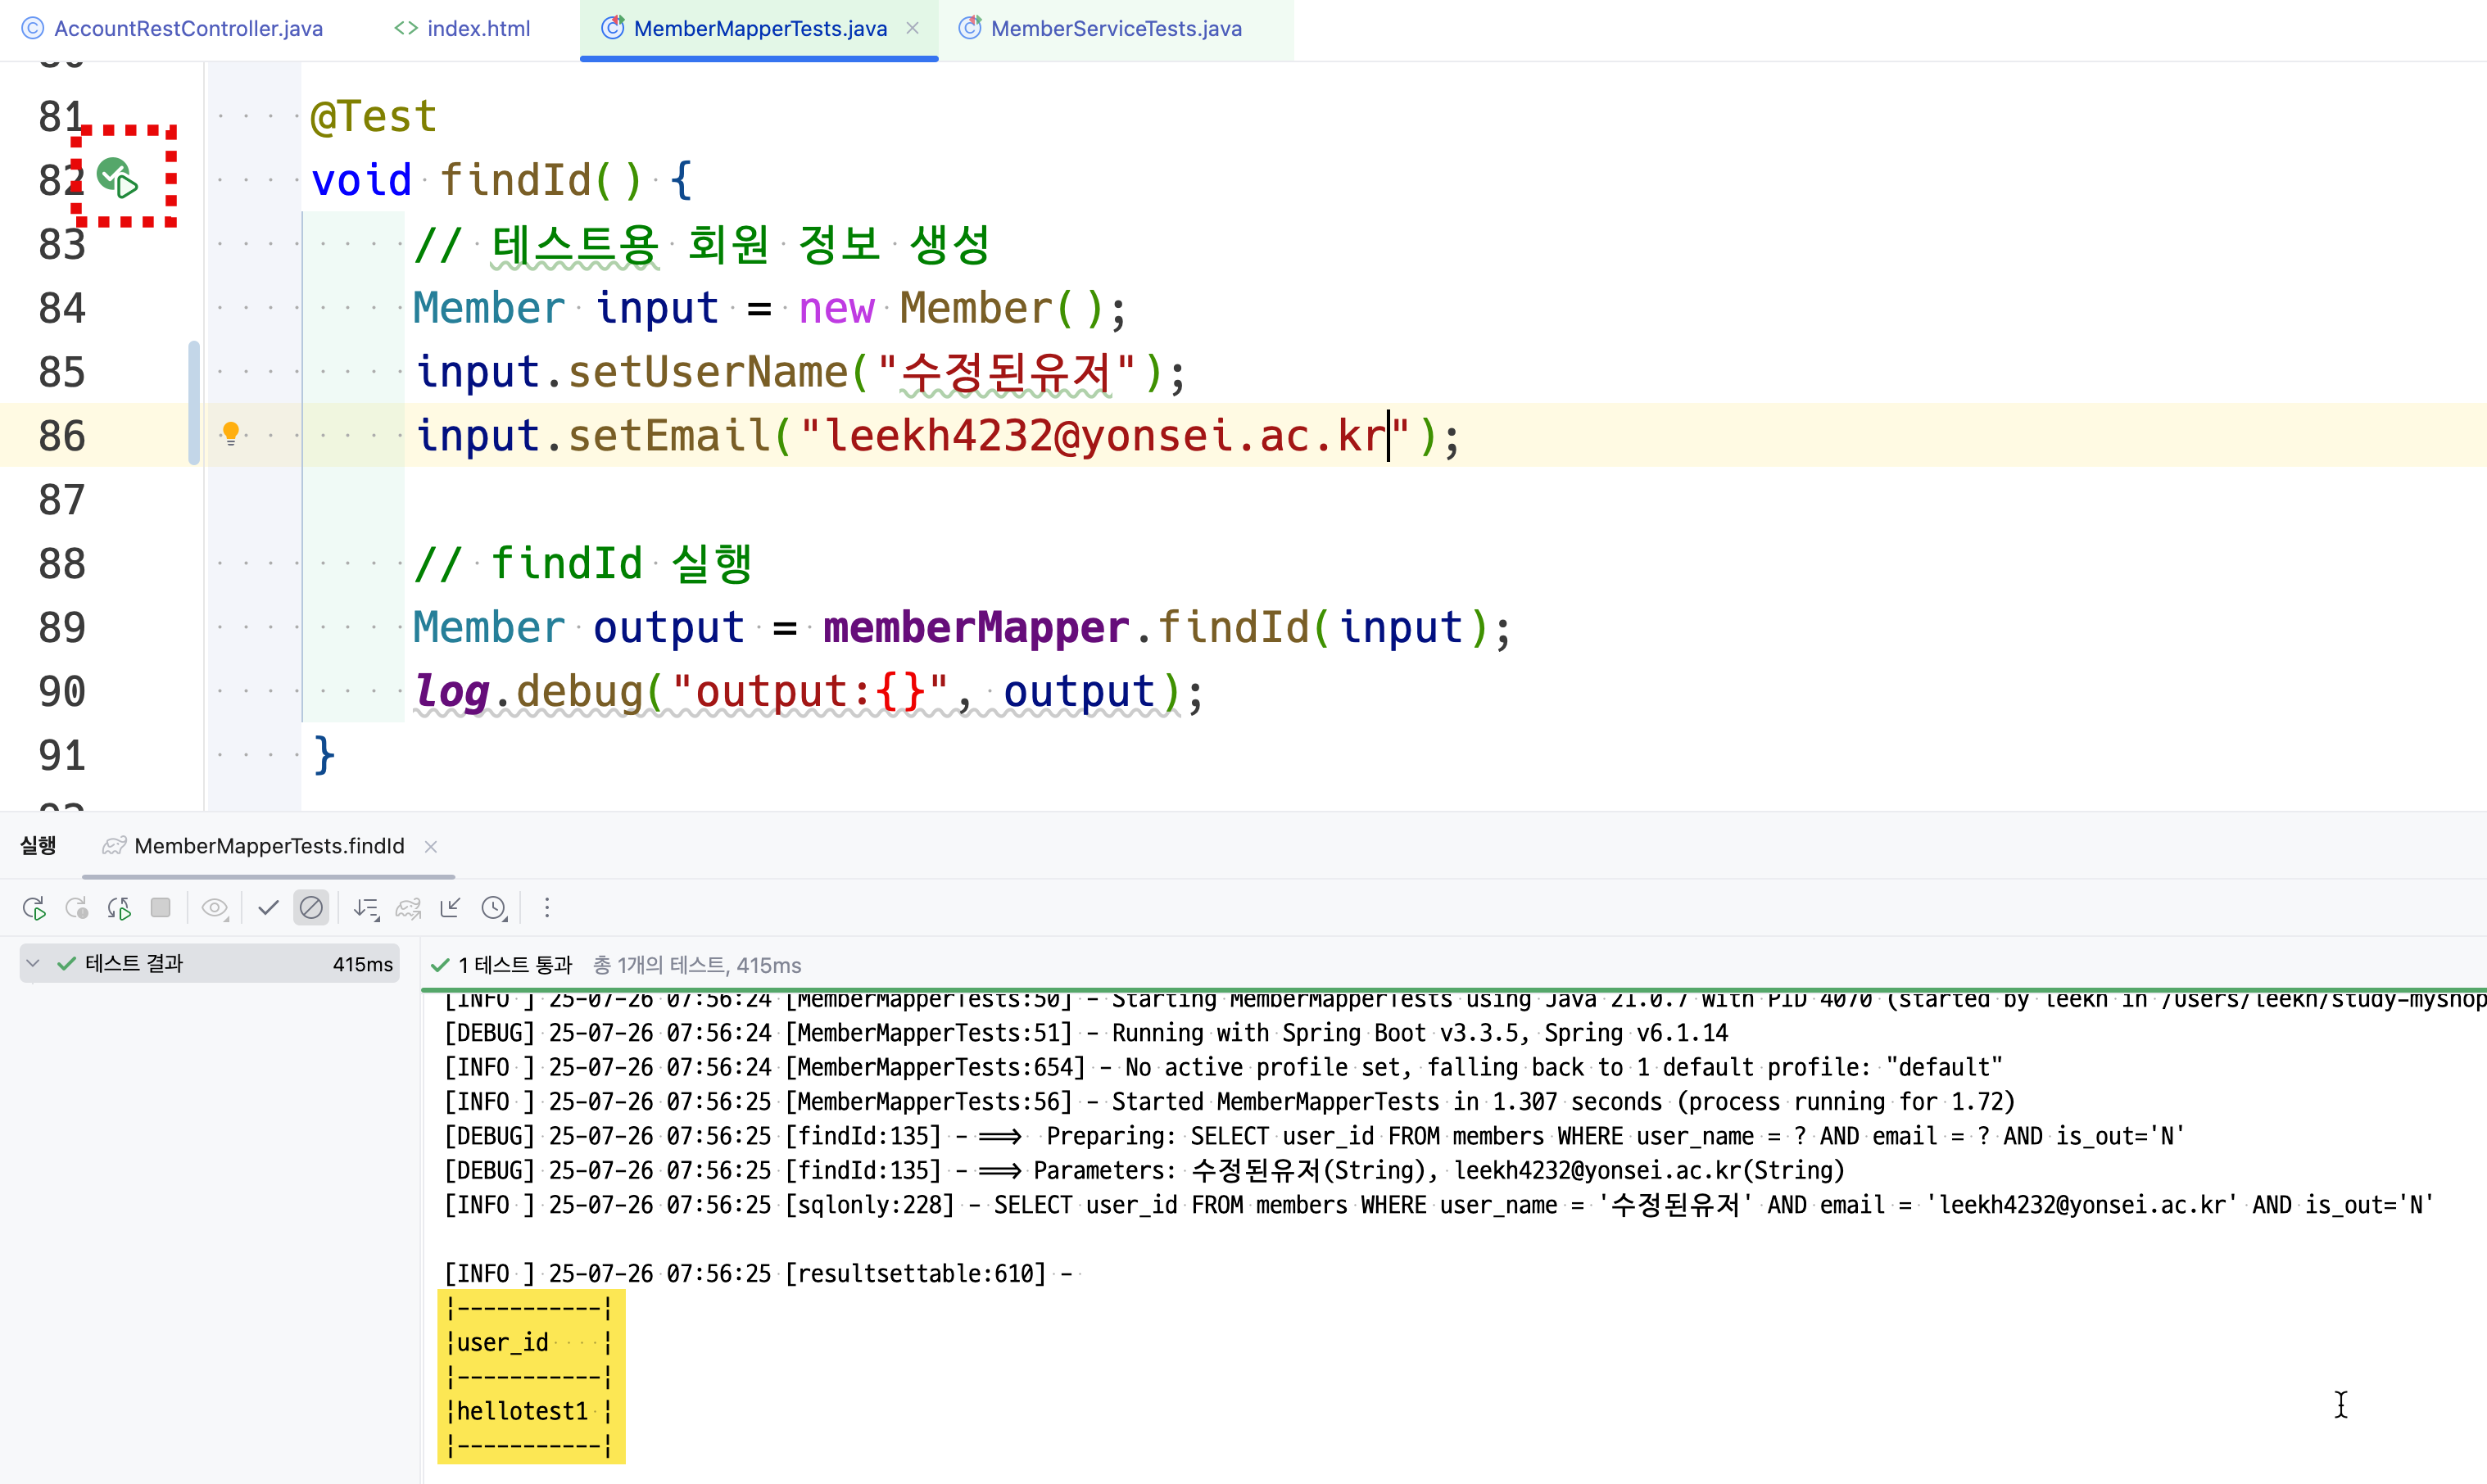 AccountRestController.java index.html MemberMapperTests.java MemberServiceTests.java
81 @Test
82 void findId() {
83 // 테스트용 회원 정보 생성
84 Member input = new Member();
85 input.setUserName("수정된유저");
86 input.setEmail("leekh4232@yonsei.ac.kr");
87
88 // findId 실행
89 Member output = memberMapper.findId(input);
90 log.debug("output:{}", output);
91 }
실행 MemberMapperTests.findId
테스트 결과 415ms
1 테스트 통과 총 1개의 테스트, 415ms
[INFO ] 25-07-26 07:56:24 [MemberMapperTests:50] - Starting MemberMapperTests using Java 21.0.7 with PID 4070 (started by leekh in /Users/leekh/study-myshop
[DEBUG] 25-07-26 07:56:24 [MemberMapperTests:51] - Running with Spring Boot v3.3.5, Spring v6.1.14
[INFO ] 25-07-26 07:56:24 [MemberMapperTests:654] - No active profile set, falling back to 1 default profile: "default"
[INFO ] 25-07-26 07:56:25 [MemberMapperTests:56] - Started MemberMapperTests in 1.307 seconds (process running for 1.72)
[DEBUG] 25-07-26 07:56:25 [findId:135] - ==>  Preparing: SELECT user_id FROM members WHERE user_name = ? AND email = ? AND is_out='N'
[DEBUG] 25-07-26 07:56:25 [findId:135] - ==> Parameters: 수정된유저(String), leekh4232@yonsei.ac.kr(String)
[INFO ] 25-07-26 07:56:25 [sqlonly:228] - SELECT user_id FROM members WHERE user_name = '수정된유저' AND email = 'leekh4232@yonsei.ac.kr' AND is_out='N'
[INFO ] 25-07-26 07:56:25 [resultsettable:610] -
|-----------|
|user_id    |
|-----------|
|hellotest1 |
|-----------|